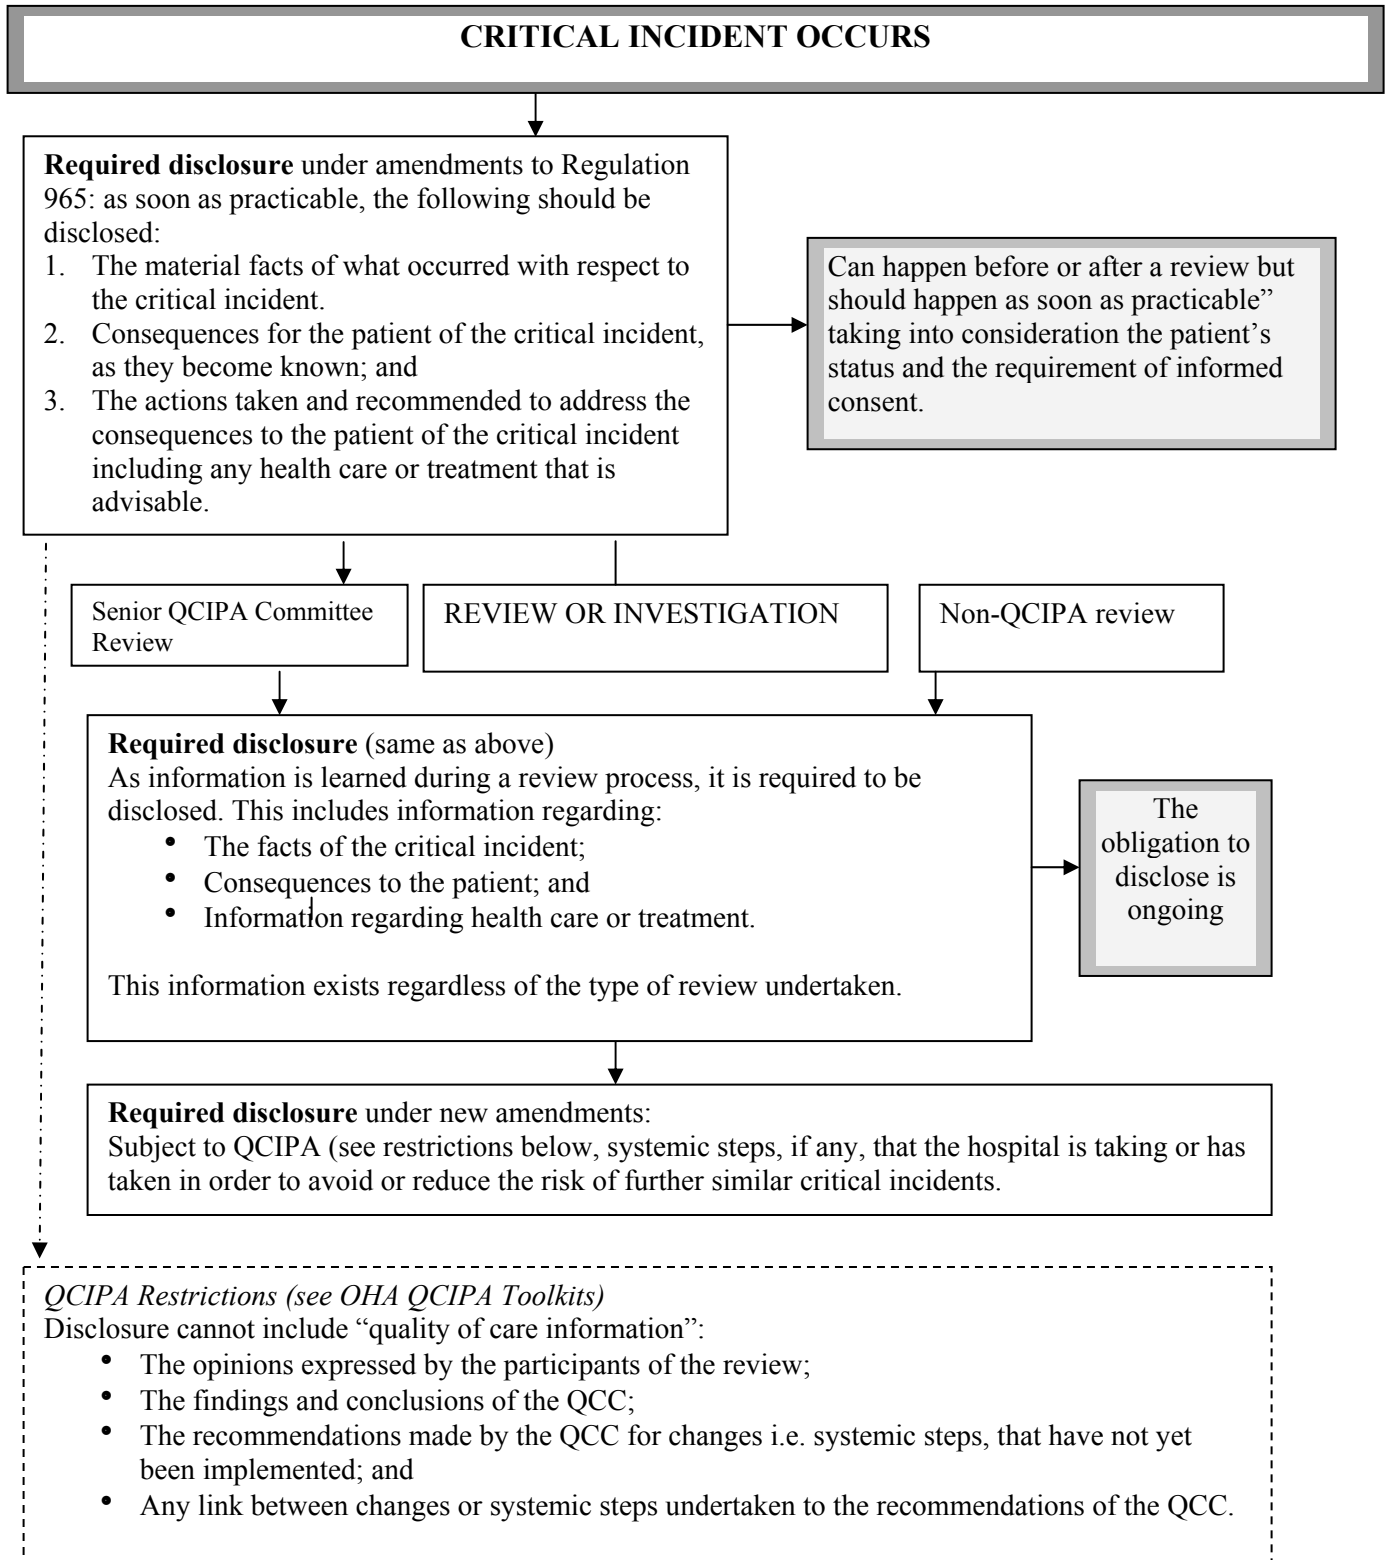 CRITICAL INCIDENT OCCURS
Required disclosure under amendments to Regulation
965: as soon as practicable, the following should be
disclosed:
1. The material facts of what occurred with respect to
the critical incident.
2. Consequences for the patient of the critical incident,
as they become known; and
3. The actions taken and recommended to address the
consequences to the patient of the critical incident
including any health care or treatment that is
advisable.
Can happen before or after a review but
should happen as soon as practicable”
taking into consideration the patient’s
status and the requirement of informed
consent.
Senior QCIPA Committee
Review
REVIEW OR INVESTIGATION
Non-QCIPA review
Required disclosure (same as above)
As information is learned during a review process, it is required to be
disclosed. This includes information regarding:
• The facts of the critical incident;
• Consequences to the patient; and
• Information regarding health care or treatment.
This information exists regardless of the type of review undertaken.
The
obligation to
disclose is
ongoing
Required disclosure under new amendments:
Subject to QCIPA (see restrictions below, systemic steps, if any, that the hospital is taking or has
taken in order to avoid or reduce the risk of further similar critical incidents.
QCIPA Restrictions (see OHA QCIPA Toolkits)
Disclosure cannot include “quality of care information”:
• The opinions expressed by the participants of the review;
• The findings and conclusions of the QCC;
• The recommendations made by the QCC for changes i.e. systemic steps, that have not yet
been implemented; and
• Any link between changes or systemic steps undertaken to the recommendations of the QCC.